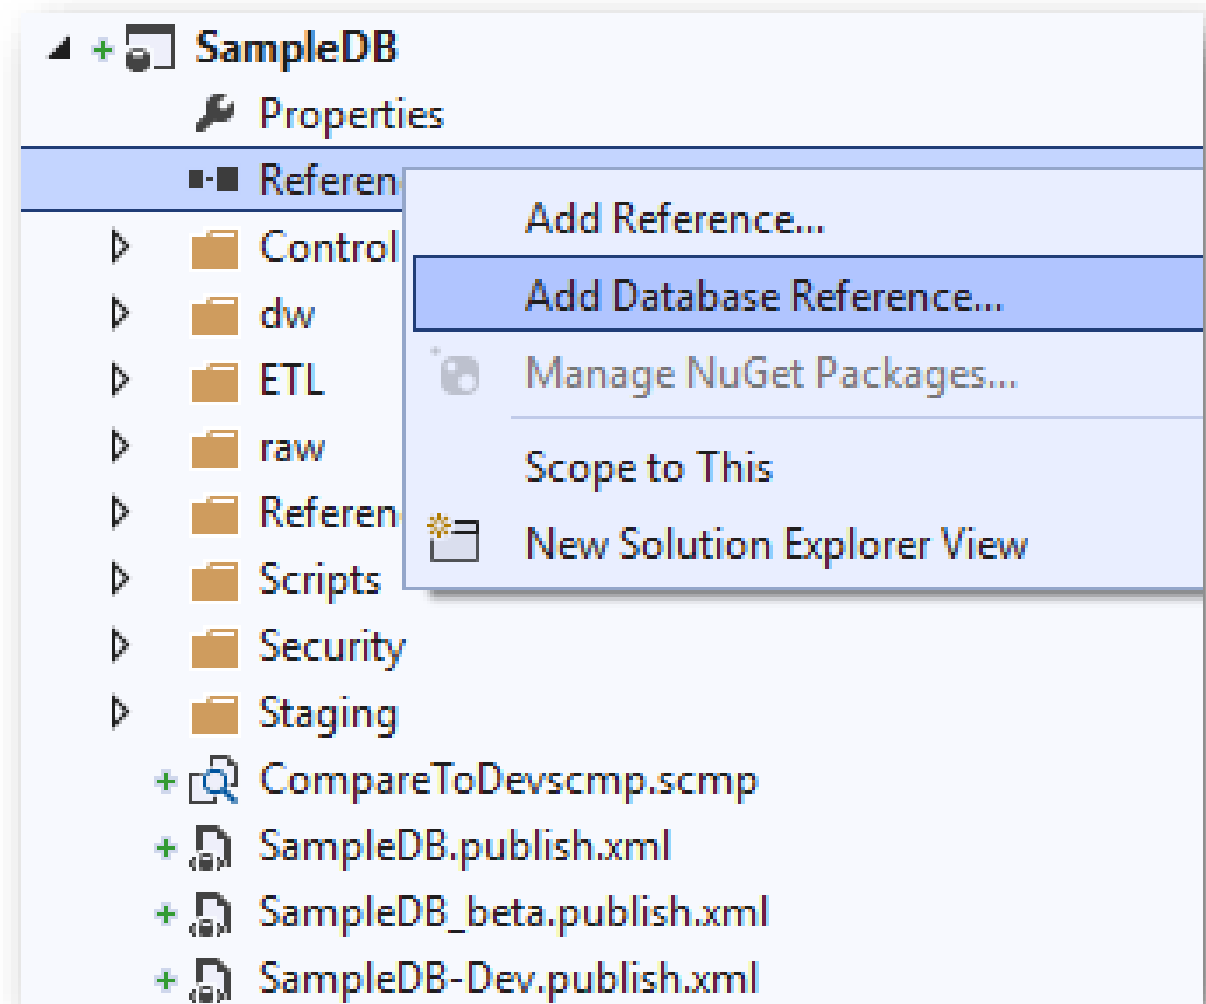 SampleDB
Properties
Referen
Add Reference...
Control
Add Database Reference...
dw
Manage NuGet Packages...
ETL
raw
Scope to This
Referen
New Solution Explorer View
Scripts
Security
Staging
CompareToDevscmp.scmp
SampleDB.publish.xml
SampleDB_beta.publish.xml
SampleDB-Dev.publish.xml